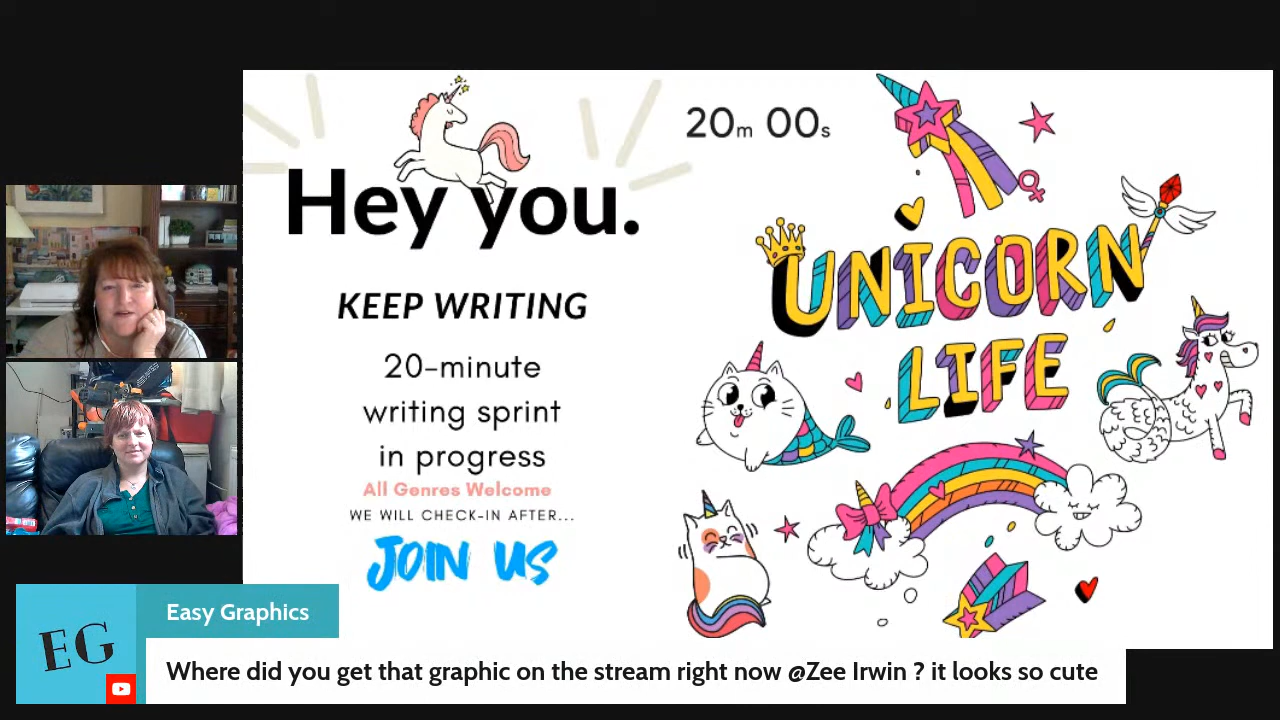 Hey you.
KEEP WRITING
20-minute
writing sprint
in progress
All Genres Welcome
WE WILL CHECK-IN AFTER...
JOIN US
20m 00s
UNICORN
LIFE
EG
Easy Graphics
Where did you get that graphic on the stream right now @Zee Irwin ? it looks so cute